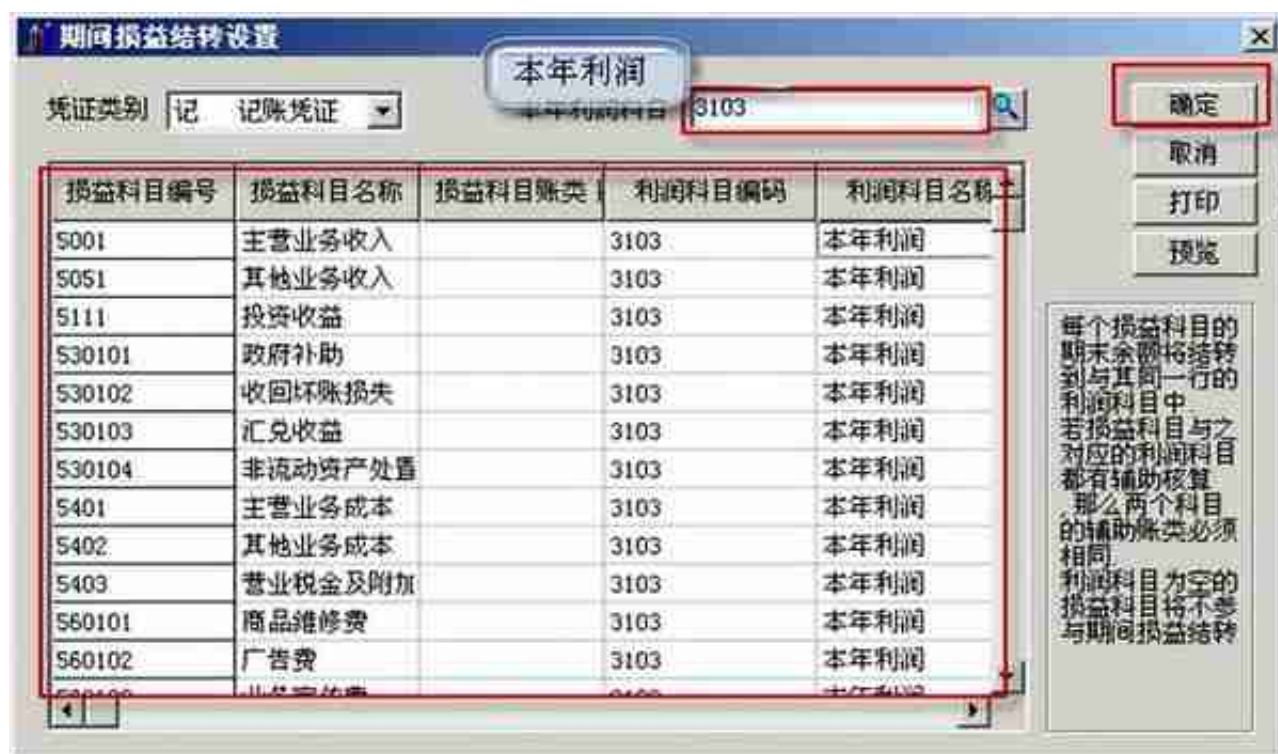 期间损益结转设置
本年利润
凭证类别 记 记账凭证 本年利润科目 3103 确定
取消
打印
预览
损益科目编号 损益科目名称 损益科目账类 利润科目编码 利润科目名称
5001 主营业务收入 3103 本年利润
5051 其他业务收入 3103 本年利润
5111 投资收益 3103 本年利润
530101 政府补助 3103 本年利润
530102 收回坏账损失 3103 本年利润
530103 汇兑收益 3103 本年利润
530104 非流动资产处置 3103 本年利润
5401 主营业务成本 3103 本年利润
5402 其他业务成本 3103 本年利润
5403 营业税金及附加 3103 本年利润
560101 商品维修费 3103 本年利润
560102 广告费 3103 本年利润
每个损益科目的
期末余额将结转
到与其同一行的
利润科目中
若损益科目与之
对应的利润科目
都有辅助核算
,那么两个科目
的辅助账类必须
相同
利润科目为空的
损益科目将不参
与期间损益结转